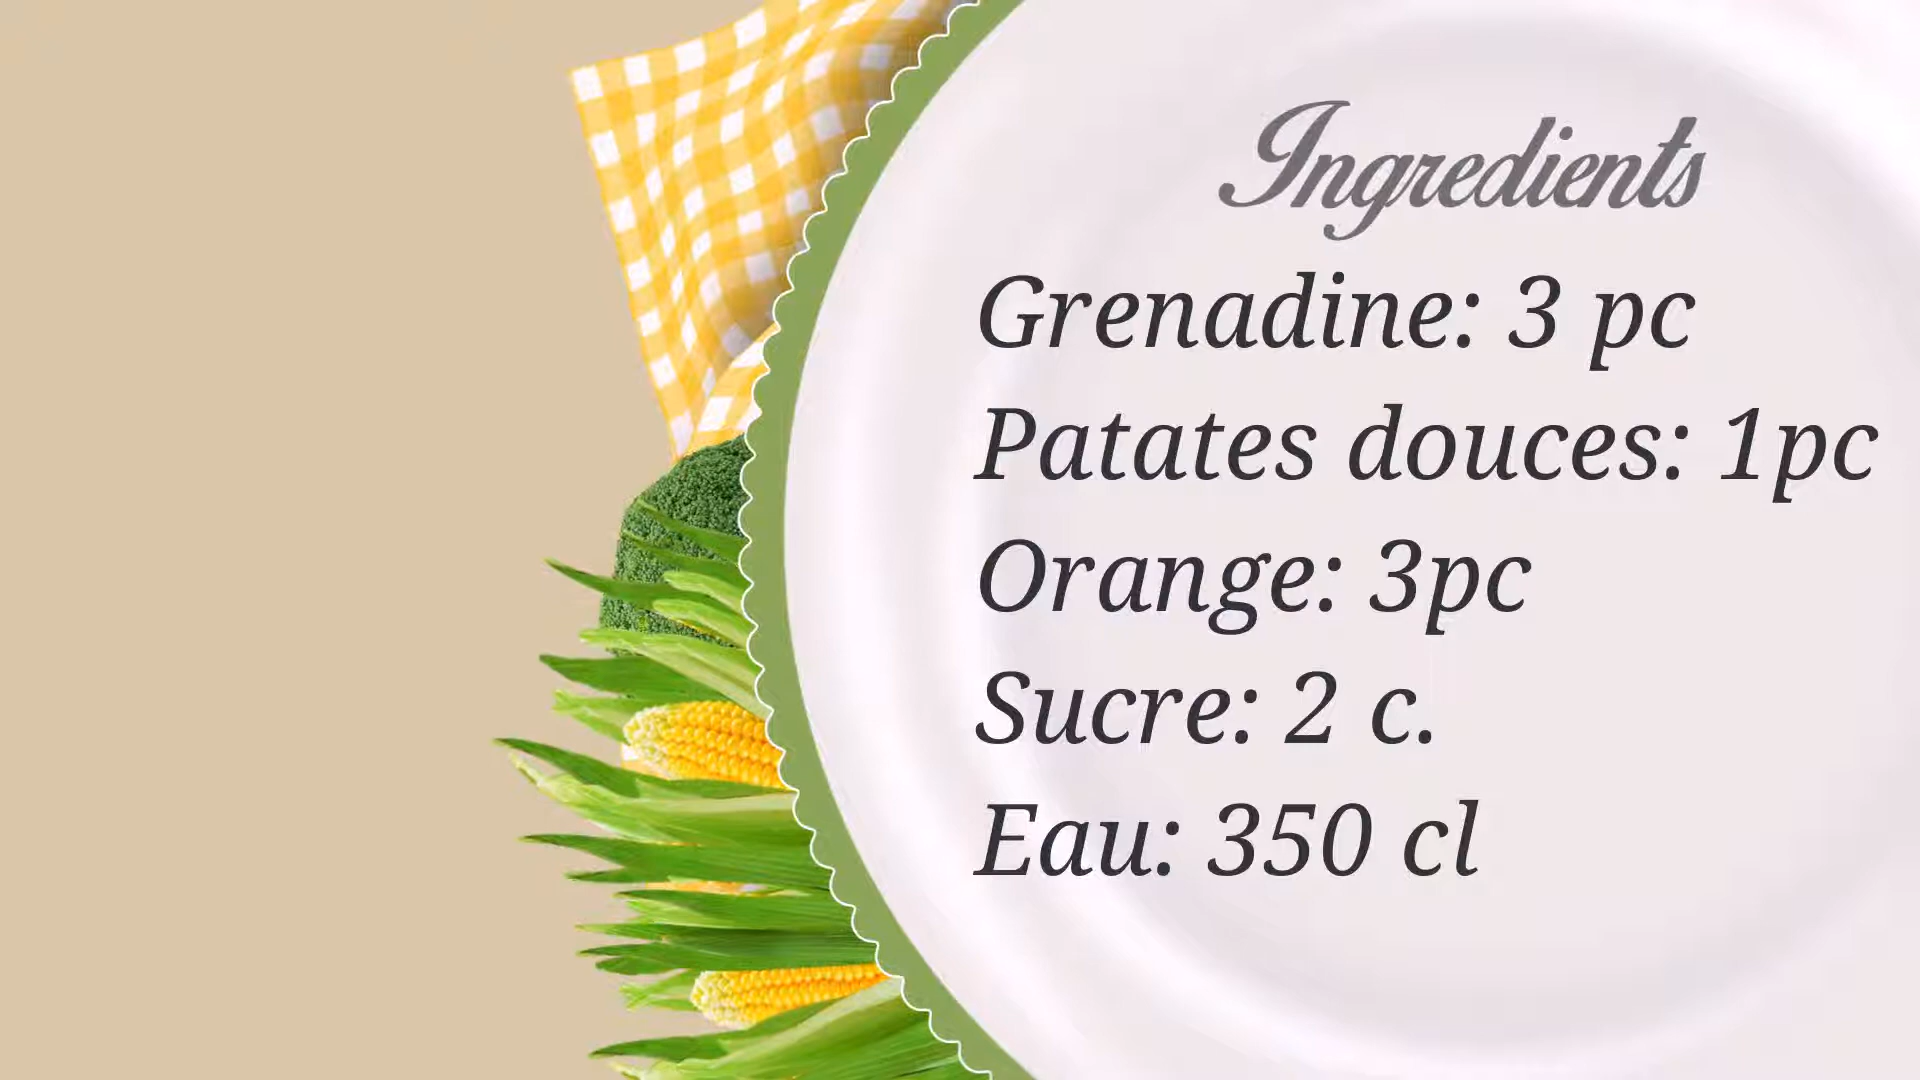 Ingredients
Grenadine: 3 pc
Patates douces: 1pc
Orange: 3pc
Sucre: 2 c.
Eau: 350 cl